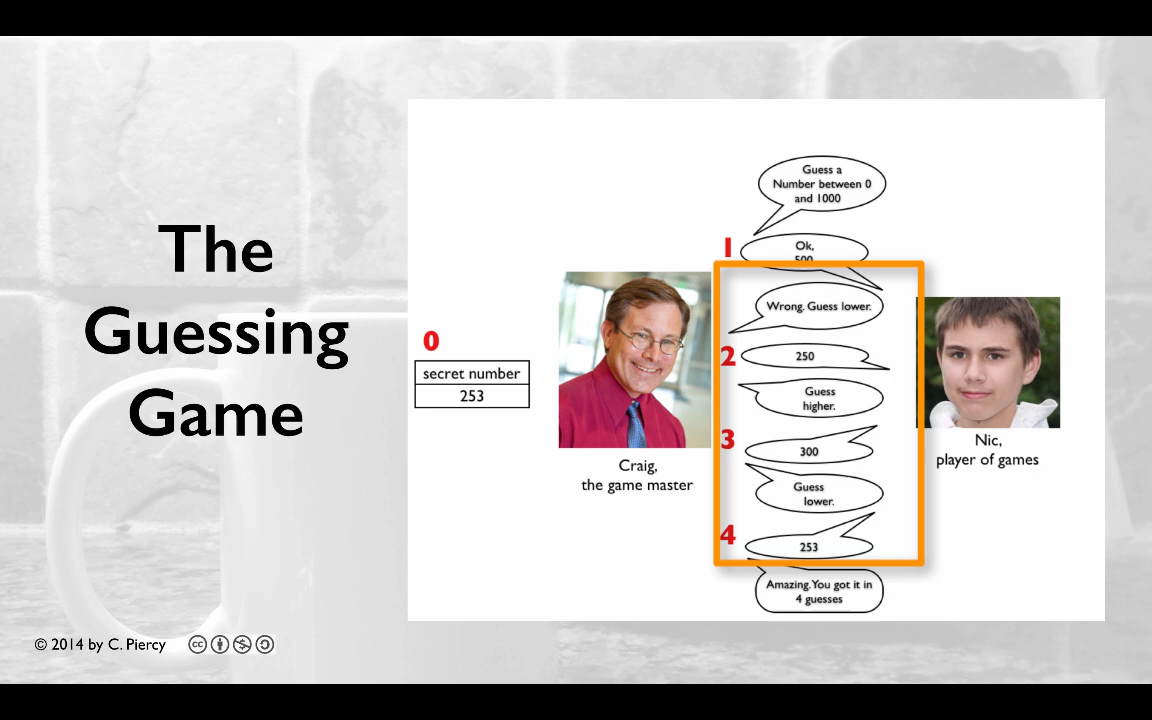 The
Guessing
Game
0
secret number
253
Craig,
the game master
Guess a
Number between 0
and 1000
1
Ok,
500
Wrong. Guess lower.
2
250
Guess
higher.
3
300
Guess
lower.
4
253
Amazing. You got it in
4 guesses
Nic,
player of games
© 2014 by C. Piercy
cc